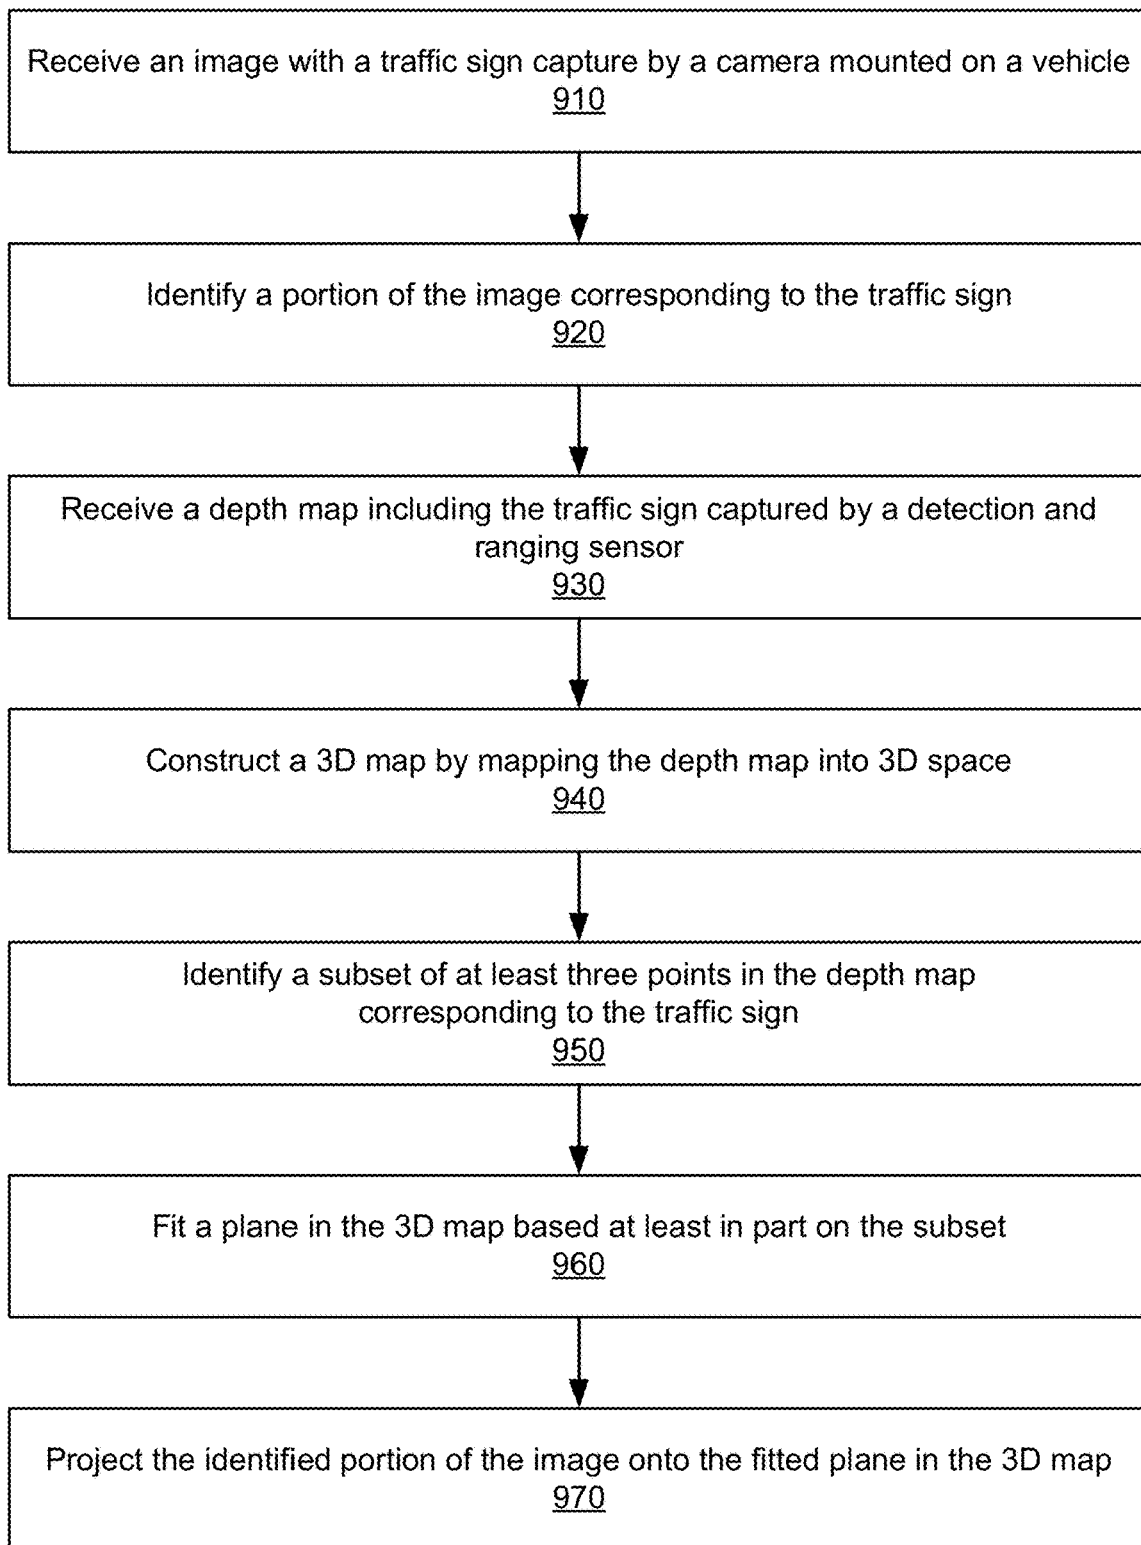 Receive an image with a traffic sign capture by a camera mounted on a vehicle
910
Identify a portion of the image corresponding to the traffic sign
920
Receive a depth map including the traffic sign captured by a detection and
ranging sensor
930
Construct a 3D map by mapping the depth map into 3D space
940
Identify a subset of at least three points in the depth map
corresponding to the traffic sign
950
Fit a plane in the 3D map based at least in part on the subset
960
Project the identified portion of the image onto the fitted plane in the 3D map
970